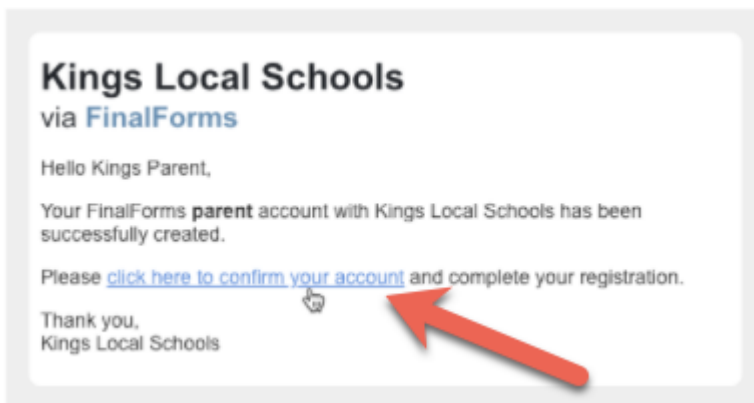 Kings Local Schools
via FinalForms
Hello Kings Parent,
Your FinalForms parent account with Kings Local Schools has been
successfully created.
Please click here to confirm your account and complete your registration.
Thank you,
Kings Local Schools